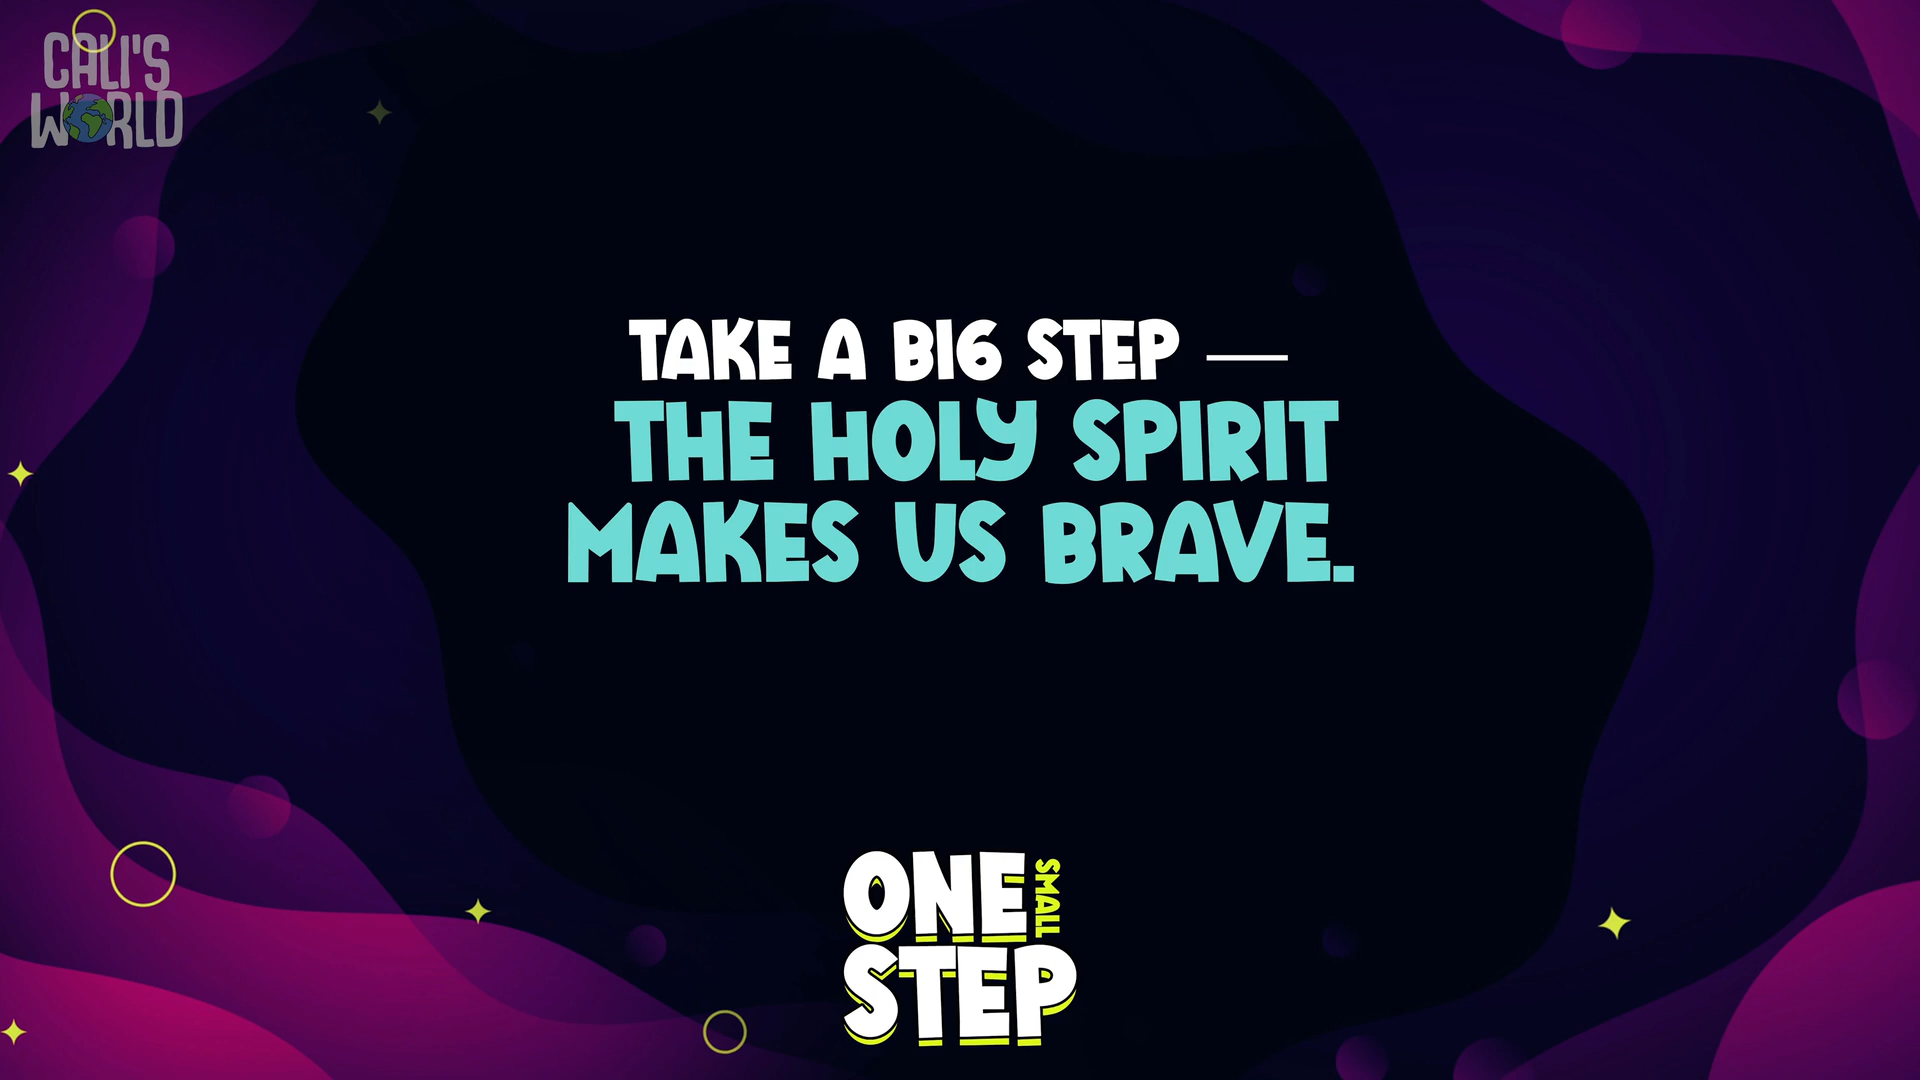 CALI'S
WORLD
TAKE A BIG STEP —
THE HOLY SPIRIT
MAKES US BRAVE.
ONE SMALL
STEP